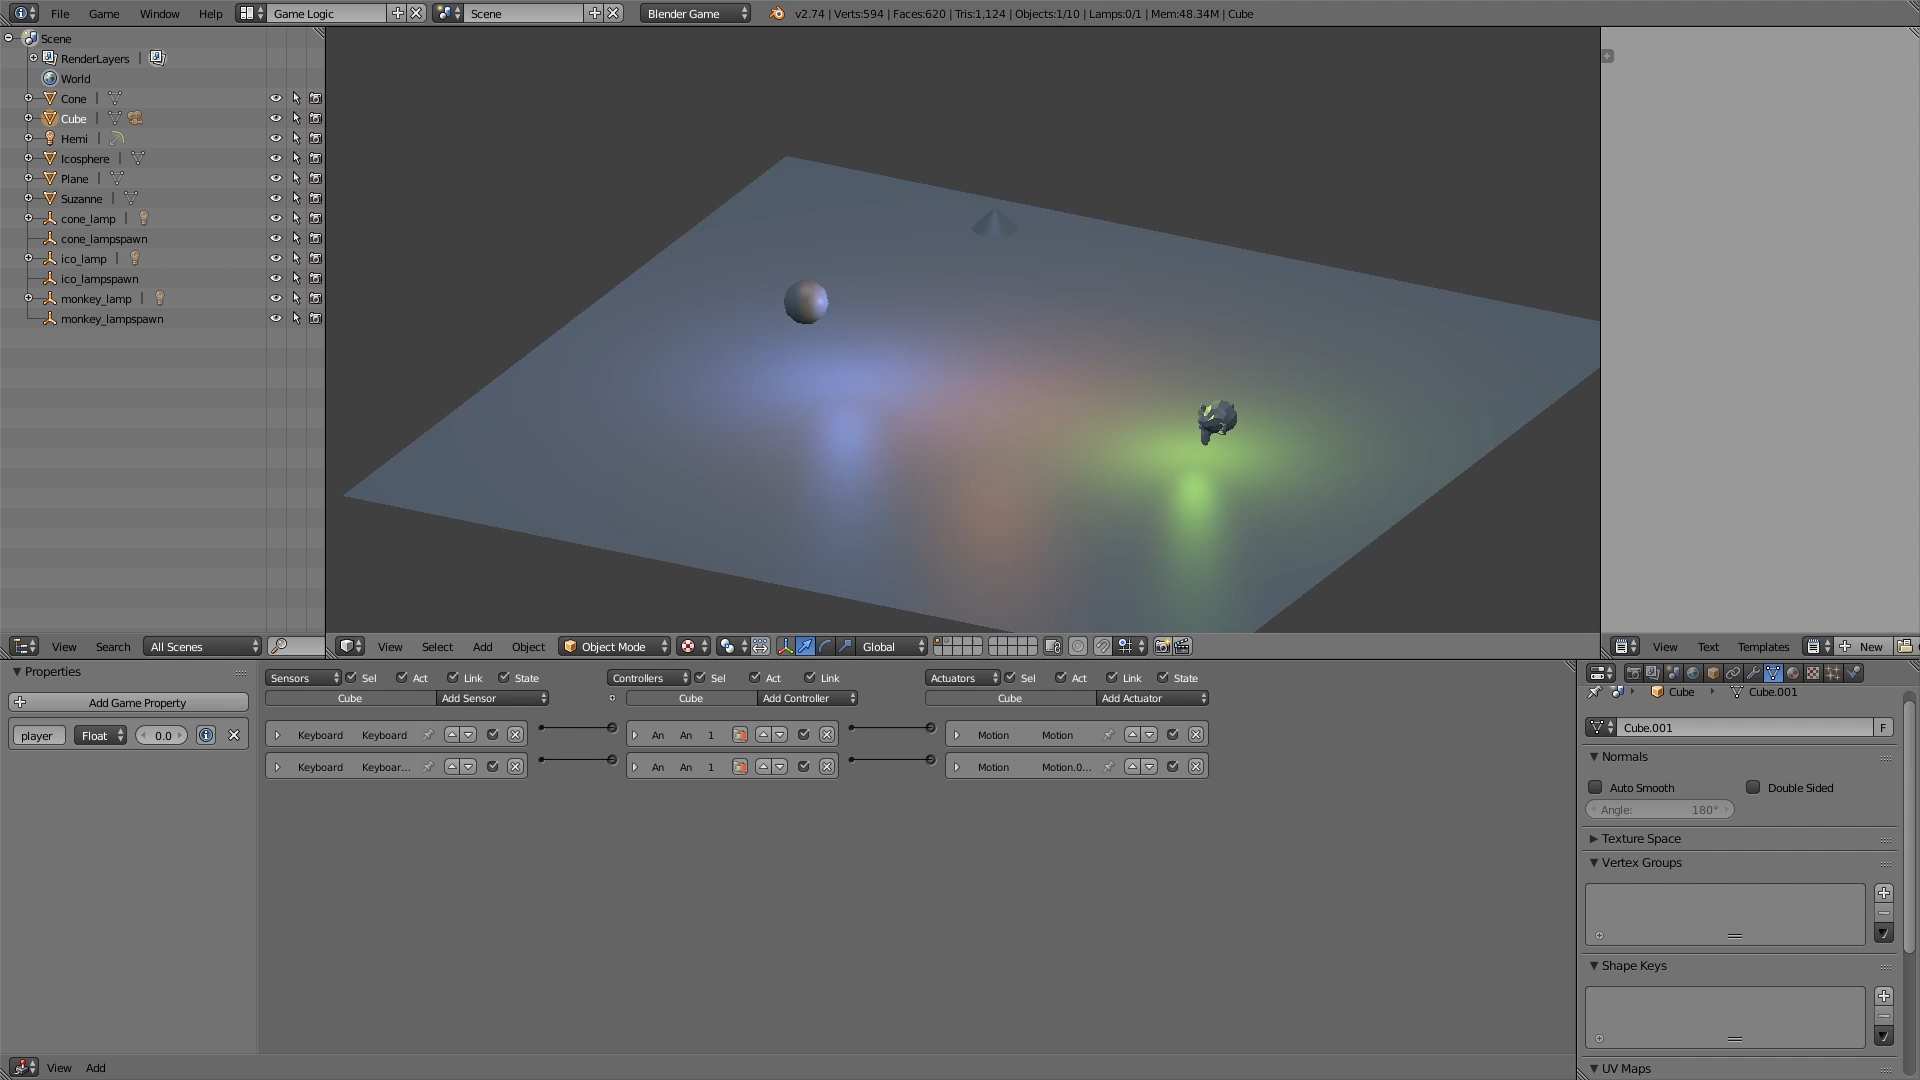 File Game Window Help Game Logic Scene Blender Game v2.74 | Verts:594 | Faces:620 | Tris:1,124 | Objects:1/10 | Lamps:0/1 | Mem:48.34M | Cube
Scene
RenderLayers |
World
Cone |
Cube |
Hemi |
Icosphere |
Plane |
Suzanne |
cone_lamp |
cone_lampspawn
ico_lamp |
ico_lampspawn
monkey_lamp |
monkey_lampspawn
View Search All Scenes
View Select Add Object Object Mode Global
View Text Templates New
Properties
Add Game Property
player Float 0.0
Sensors Sel Act Link State Controllers Sel Act Link Actuators Sel Act Link State
Cube Add Sensor Cube Add Controller Cube Add Actuator
Keyboard Keyboard An An 1 Motion Motion
Keyboard Keyboar... An An 1 Motion Motion.0...
Cube Cube.001
Cube.001 F
Normals
Auto Smooth Double Sided
Angle: 180°
Texture Space
Vertex Groups
Shape Keys
UV Maps
View Add